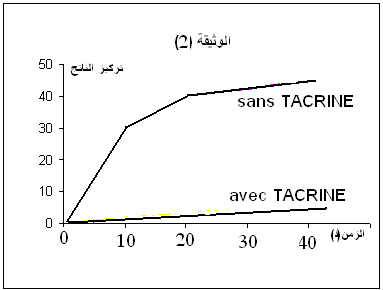 الوثيقة (2)
تركيز الناتج
50
40
30
20
10
0
sans TACRINE
avec TACRINE
0 10 20 30 40
الزمن(د)